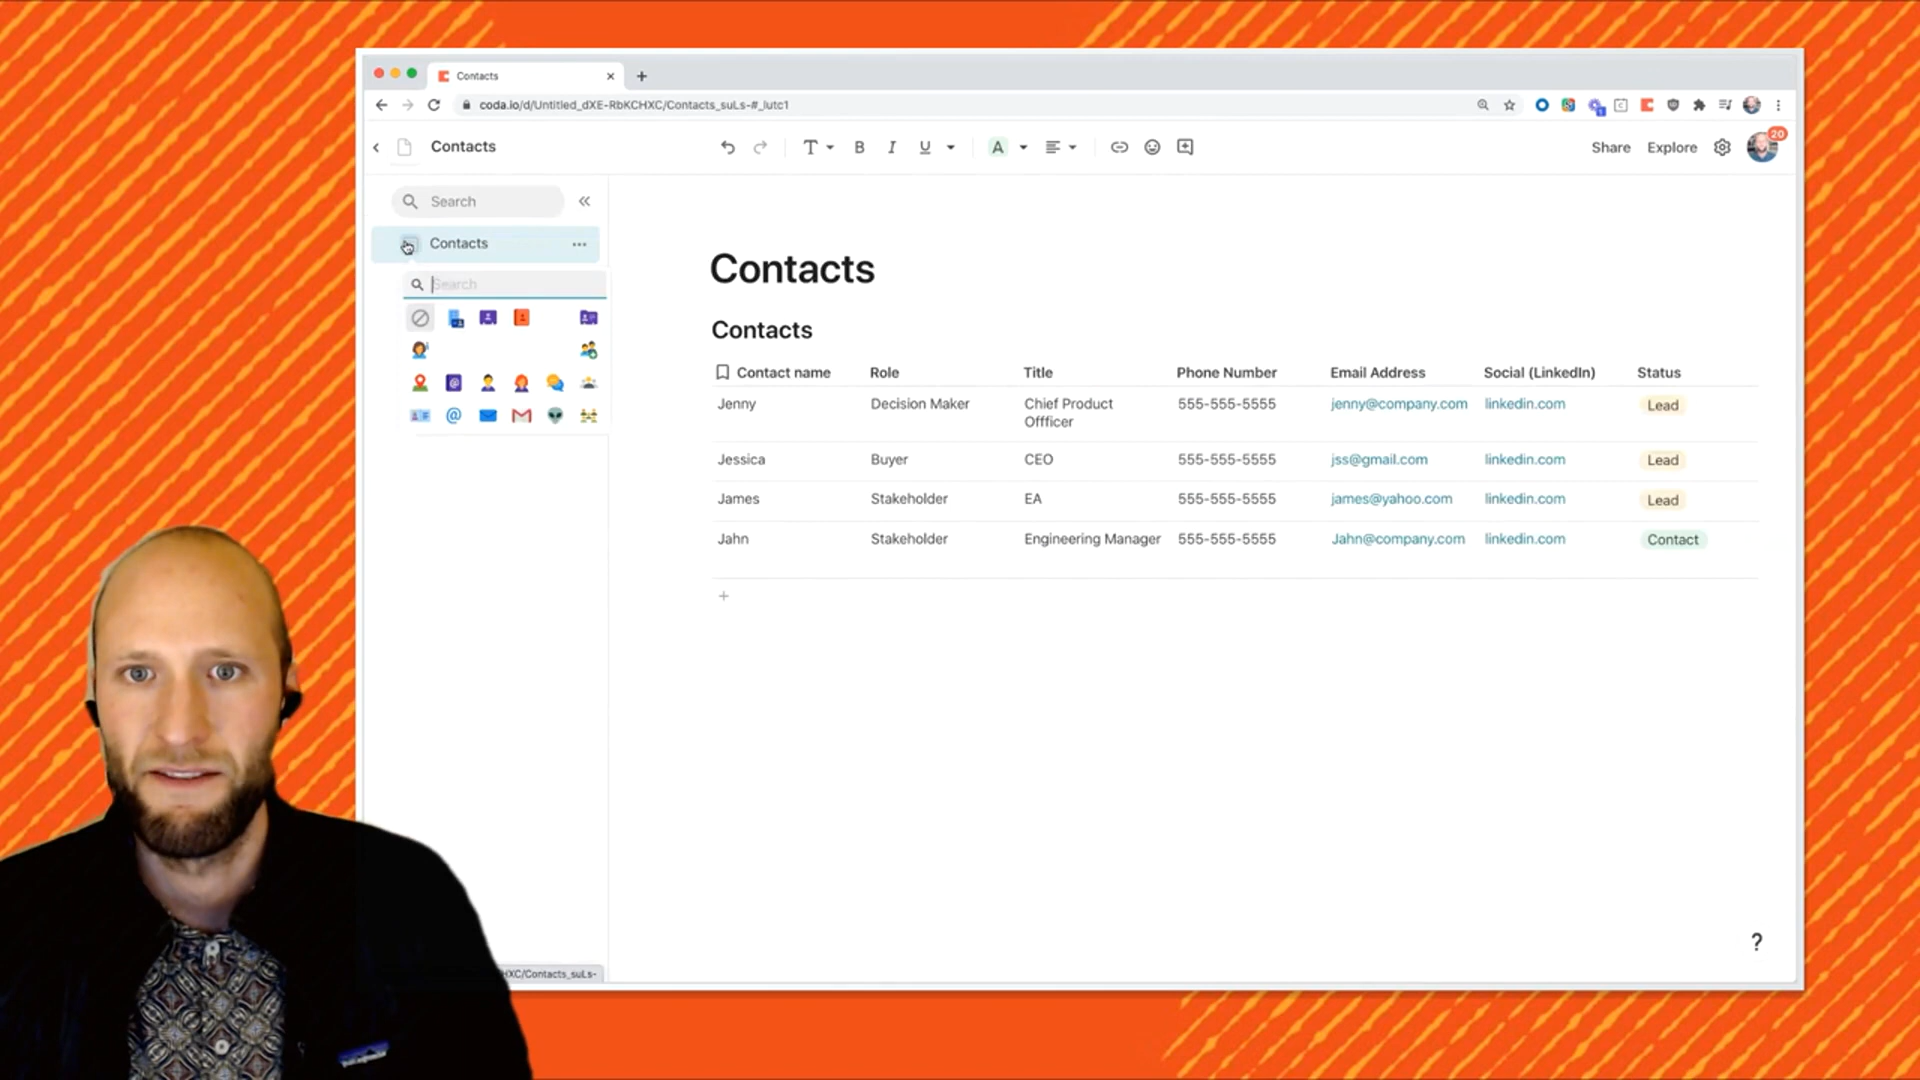 Contacts
coda.io/d/Untitled_dXE-RbKCHXC/Contacts_suLs-#_lutc1
Contacts
T B I U A
Share Explore
20
Search
Contacts
Search
Contacts
Contacts
Contact name Role Title Phone Number Email Address Social (LinkedIn) Status
Jenny Decision Maker Chief Product 555-555-5555 jenny@company.com linkedin.com Lead
Offficer
Jessica Buyer CEO 555-555-5555 jss@gmail.com linkedin.com Lead
James Stakeholder EA 555-555-5555 james@yahoo.com linkedin.com Lead
Jahn Stakeholder Engineering Manager 555-555-5555 Jahn@company.com linkedin.com Contact
?
HXC/Contacts_suLs-